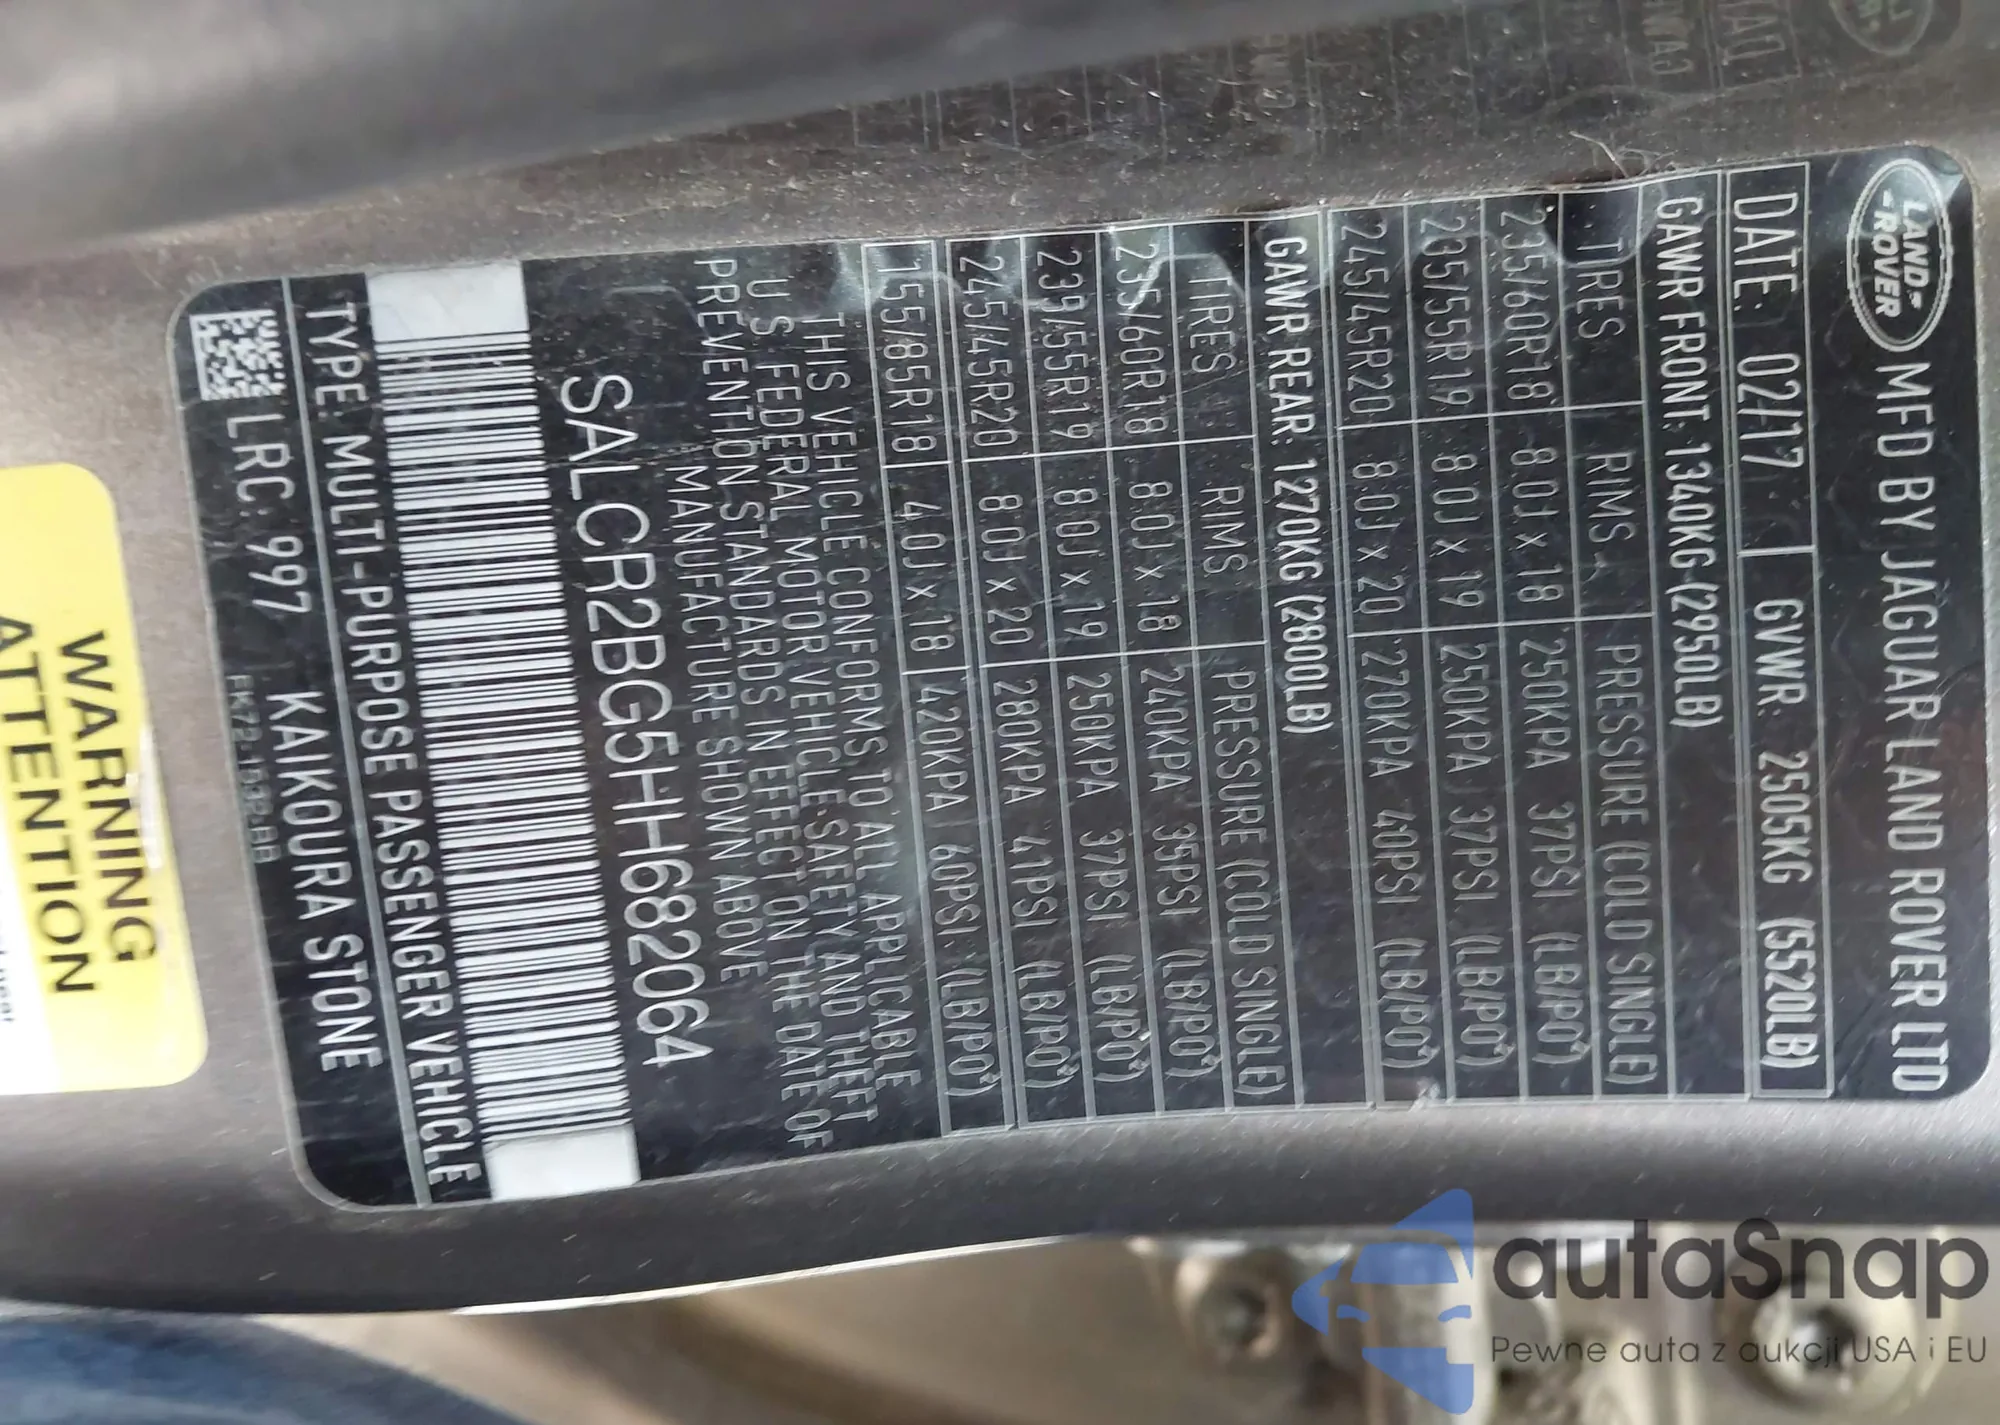 LAND
-ROVER
MFD BY JAGUAR LAND ROVER LTD
DATE: 02/17 GVWR: 2505KG (5520LB)
GAWR FRONT: 1340KG (2950LB)
TIRES RIMS PRESSURE (COLD SINGLE)
235/60R18 8.0J x 18 250KPA 37PSI (LB/PO²)
235/55R19 8.0J x 19 250KPA 37PSI (LB/PO²)
245/45R20 8.0J x 20 270KPA 40PSI (LB/PO²)
GAWR REAR: 1270KG (2800LB)
TIRES RIMS PRESSURE (COLD SINGLE)
235/60R18 8.0J x 18 240KPA 35PSI (LB/PO²)
235/55R19 8.0J x 19 250KPA 37PSI (LB/PO²)
245/45R20 8.0J x 20 280KPA 41PSI (LB/PO²)
155/85R18 4.0J x 18 420KPA 60PSI (LB/PO²)
THIS VEHICLE CONFORMS TO ALL APPLICABLE
U.S. FEDERAL MOTOR VEHICLE SAFETY AND THEFT
PREVENTION STANDARDS IN EFFECT ON THE DATE OF
MANUFACTURE SHOWN ABOVE
SALCR2BG5HH682064
TYPE: MULTI-PURPOSE PASSENGER VEHICLE
LRC: 997 KAIKOURA STONE
WARNING
ATTENTION
autoSnap
Pewne auta z aukcji USA i EU